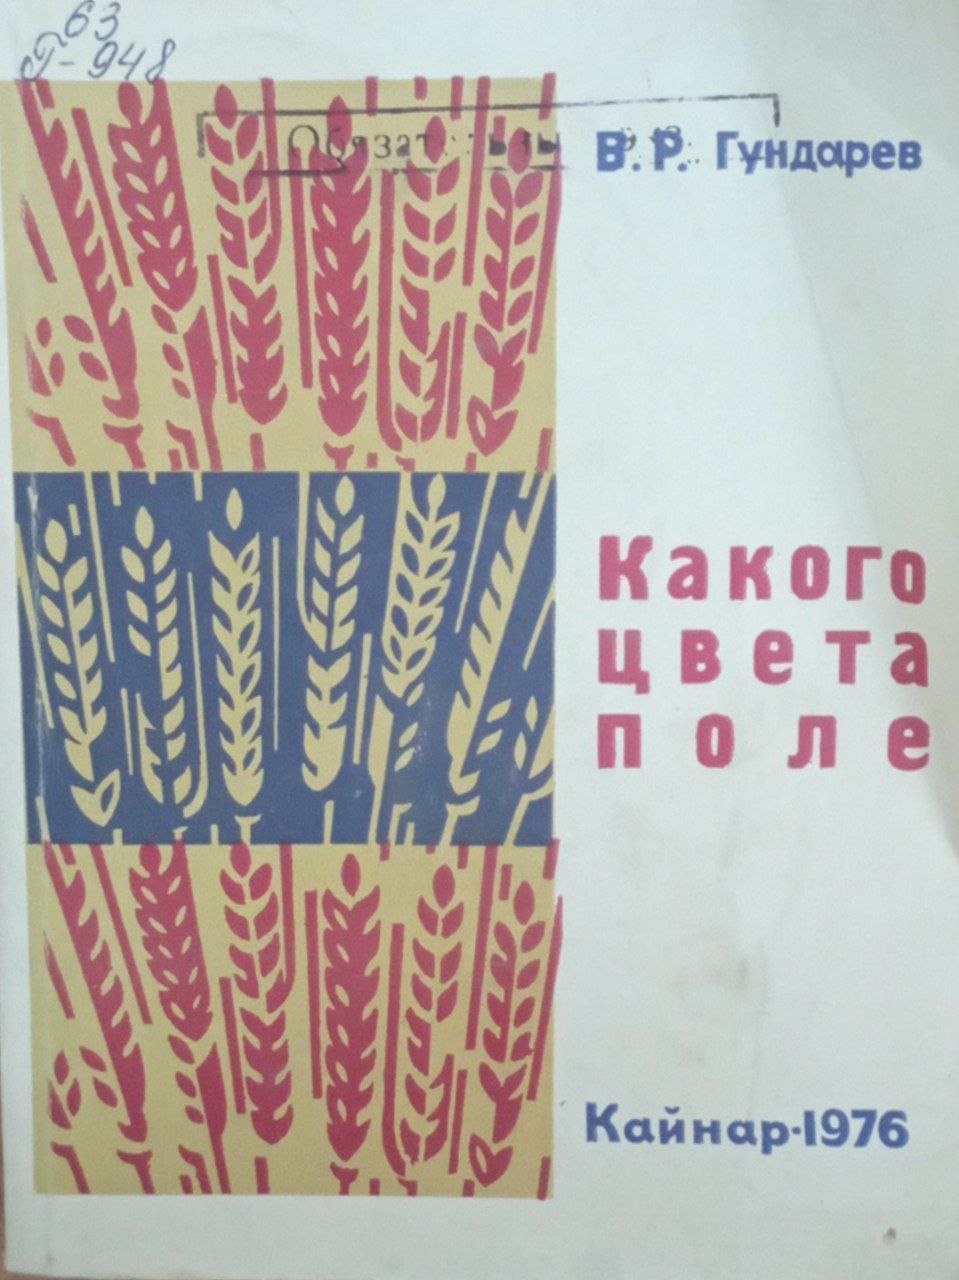 63
Г-948
В. Р. Гундарев
Какого
цвета
поле
Кайнар·1976